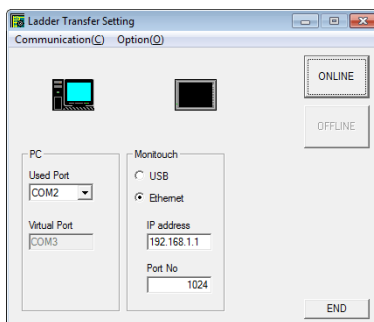 Ladder Transfer Setting
Communication(C) Option(O)
ONLINE
OFFLINE
PC
Used Port
COM2
Virtual Port
COM3
Monitouch
USB
Ethernet
IP address
192.168.1.1
Port No
1024
END